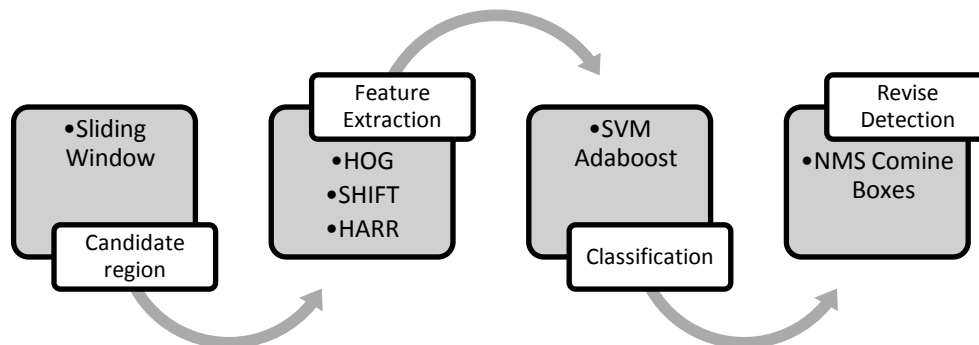 •Sliding
Window
Candidate
region
Feature
Extraction
•HOG
•SHIFT
•HARR
•SVM
Adaboost
Classification
Revise
Detection
•NMS Comine
Boxes